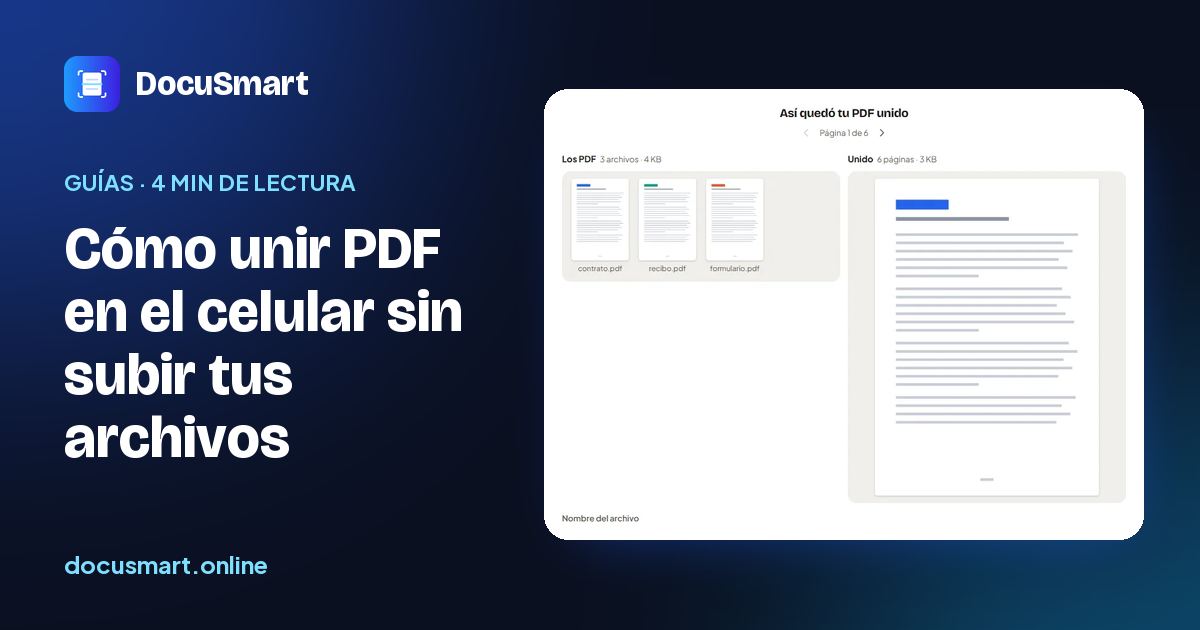 DocuSmart
GUÍAS · 4 MIN DE LECTURA
Cómo unir PDF
en el celular sin
subir tus
archivos
docusmart.online
Así quedó tu PDF unido
Página 1 de 6
Los PDF 3 archivos · 4 KB
contrato.pdf recibo.pdf formulario.pdf
Unido 6 páginas · 3 KB
Nombre del archivo